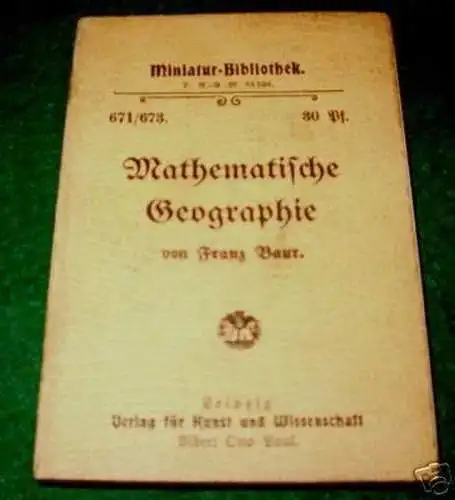 Miniatur-Bibliothek.
671/673. 30 Pf.
Mathematische
Geographie
von Franz Baur.
Leipzig
Verlag für Kunst und Wissenschaft
Albert Otto Paul.